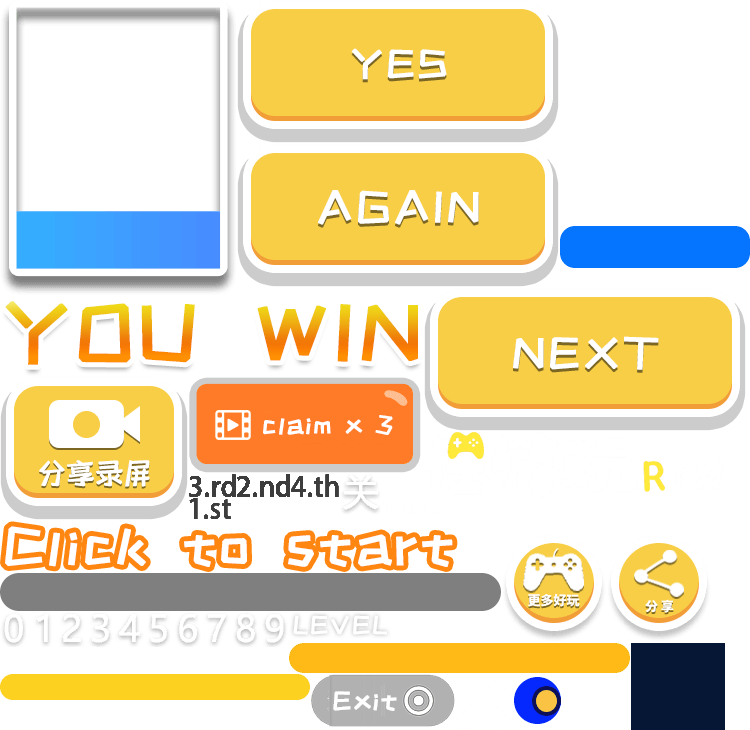 YES
AGAIN
YOU WIN
NEXT
claim × 3
分享录屏
R
3.rd2.nd4.th
关
1.st
Click to start
更多好玩
分享
0123456789
LEVEL
Exit